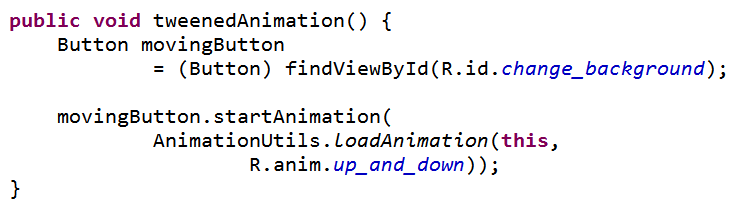 public void tweenedAnimation() {
    Button movingButton
            = (Button) findViewById(R.id.change_background);

    movingButton.startAnimation(
            AnimationUtils.loadAnimation(this,
                    R.anim.up_and_down));
}